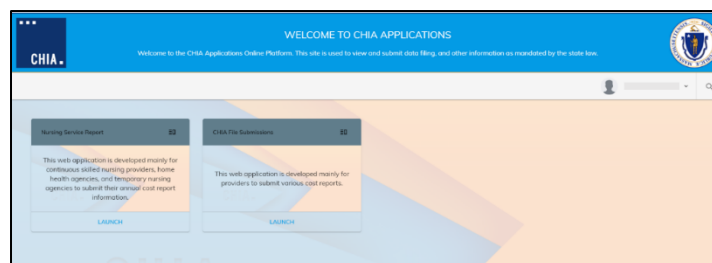 WELCOME TO CHIA APPLICATIONS
Welcome to the CHIA Applications Online Platform. This site is used to view and submit data filing, and other information as mandated by the state law.
CHIA.
Nursing Service Report
This web application is developed mainly for
continuous skilled nursing providers, home
health agencies, and temporary nursing
agencies to submit their annual cost report
information.
LAUNCH
CHIA File Submissions
This web application is developed mainly for
providers to submit various cost reports.
LAUNCH